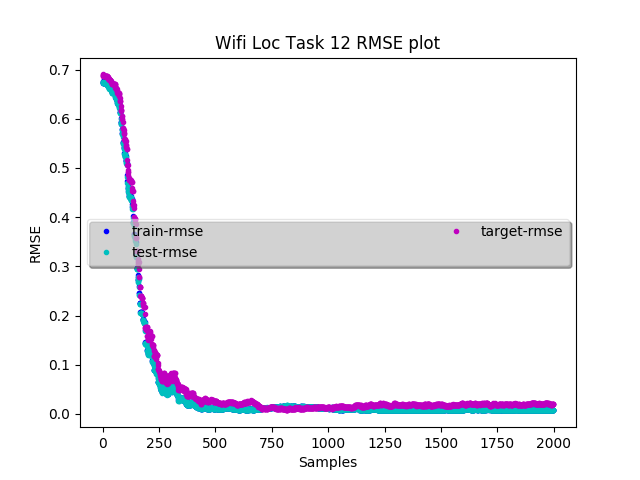 Wifi Loc Task 12 RMSE plot
0.7
0.6
0.5
0.4
0.3
0.2
0.1
0.0
RMSE
train-rmse
test-rmse
target-rmse
0 250 500 750 1000 1250 1500 1750 2000
Samples